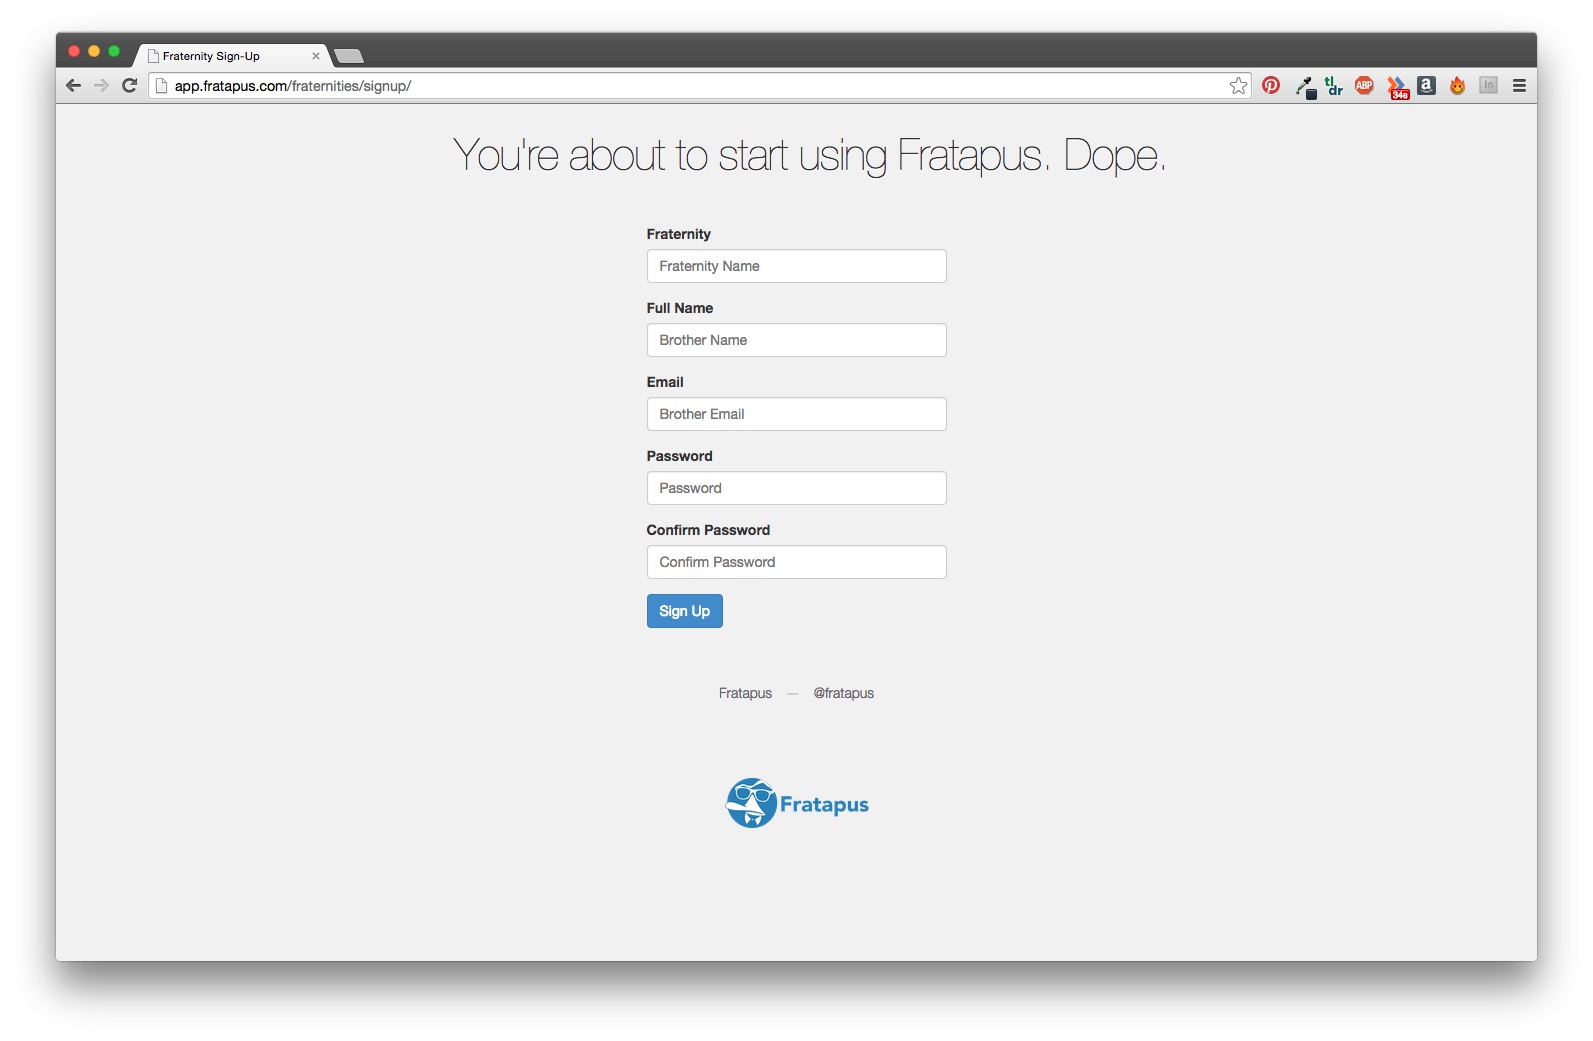 Fraternity Sign-Up
app.fratapus.com/fraternities/signup/
tl;dr
ABP
34s
a
In
You're about to start using Fratapus. Dope.
Fraternity
Fraternity Name
Full Name
Brother Name
Email
Brother Email
Password
Password
Confirm Password
Confirm Password
Sign Up
Fratapus — @fratapus
Fratapus